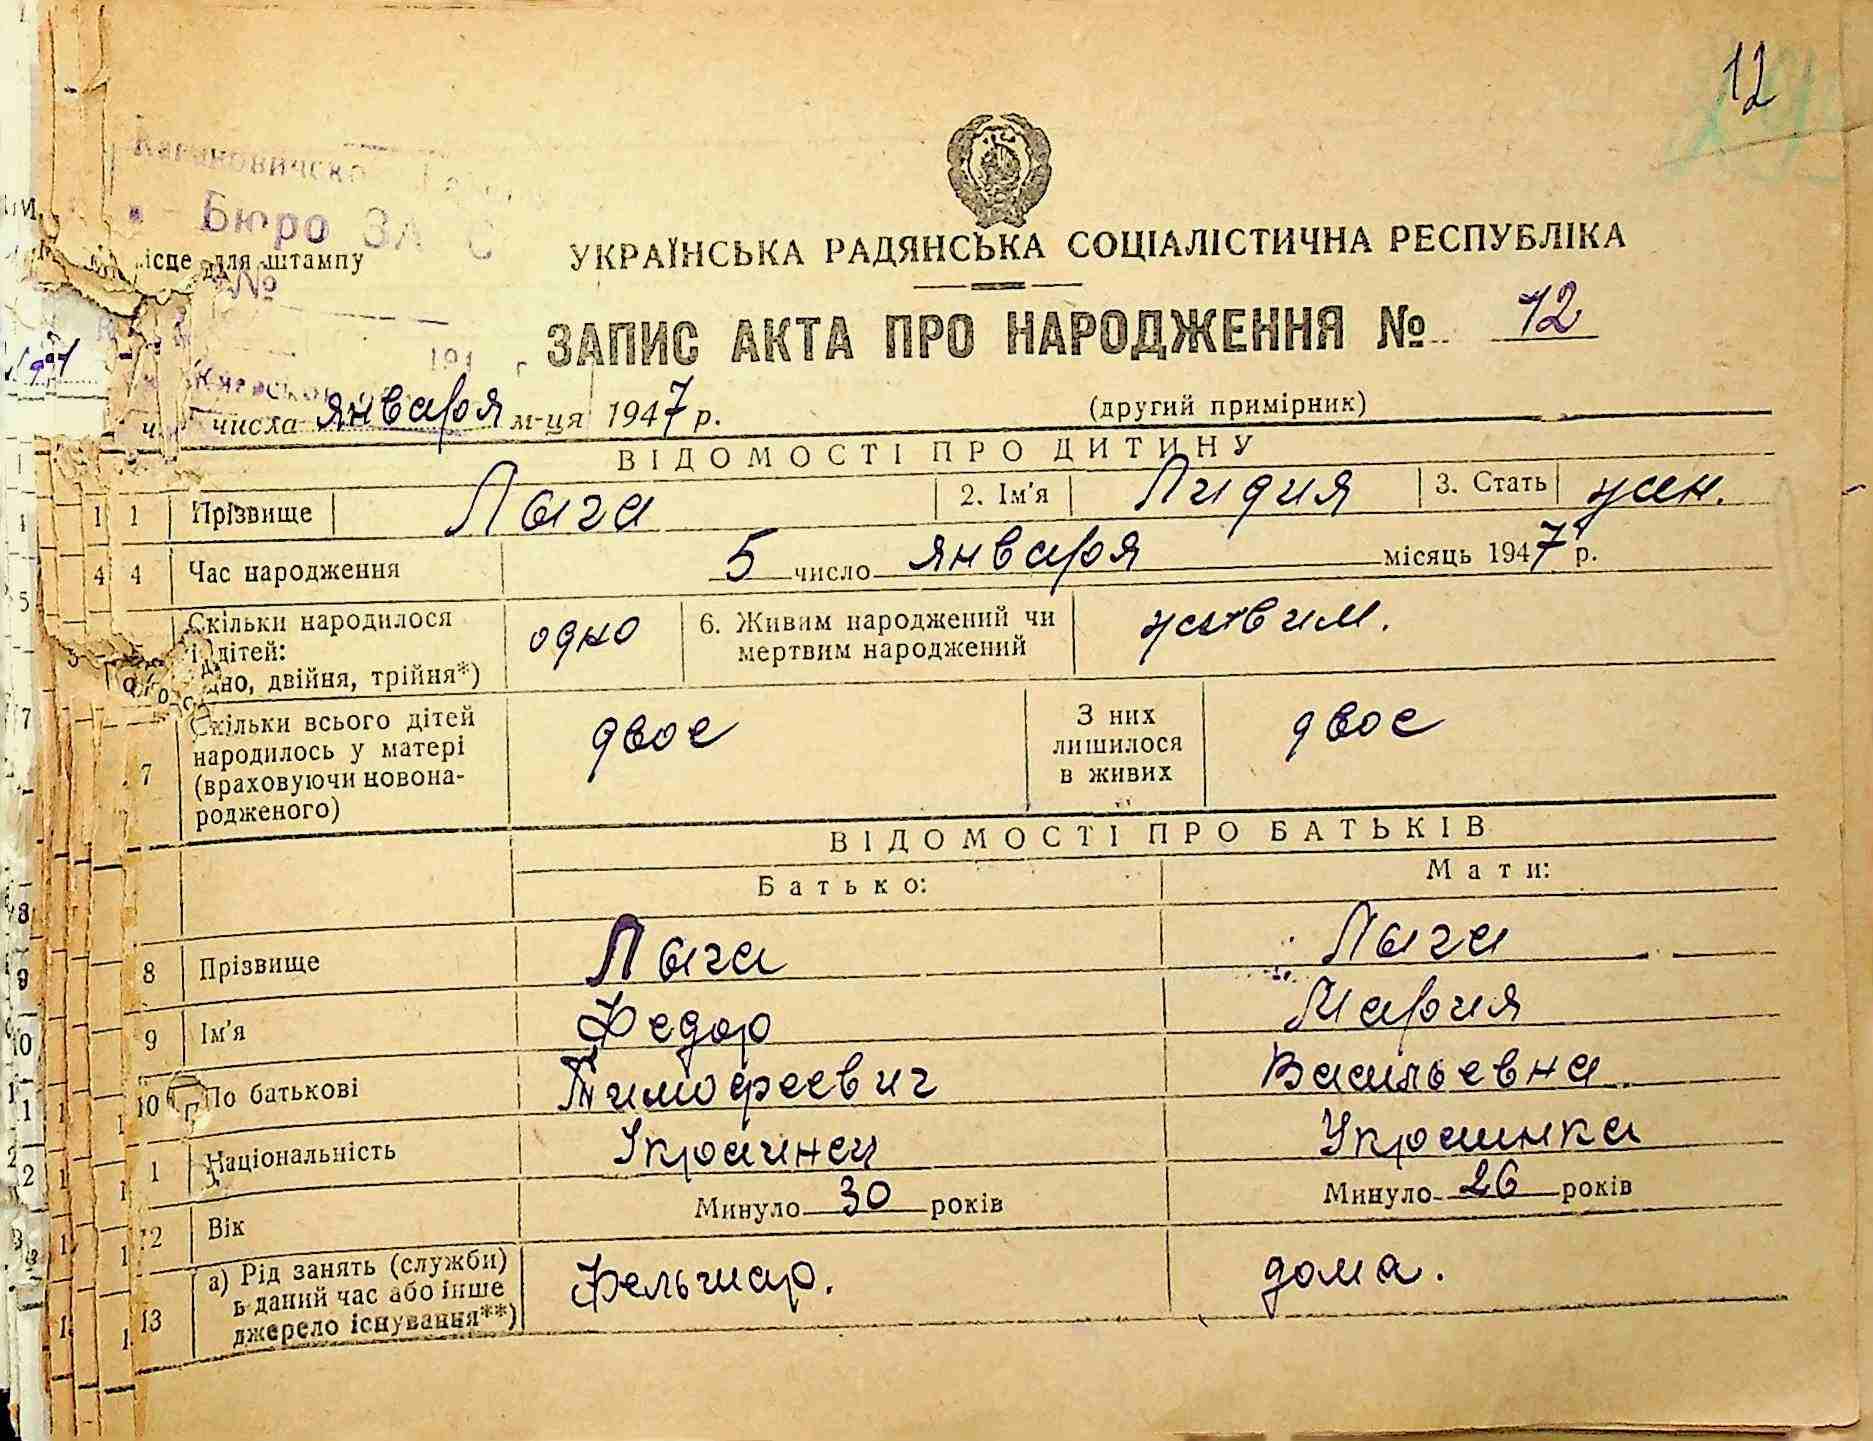 12
Бюро ЗАГС
місце для штампу
№
УКРАЇНСЬКА РАДЯНСЬКА СОЦІАЛІСТИЧНА РЕСПУБЛІКА
ЗАПИС АКТА ПРО НАРОДЖЕННЯ № 12
числа января м-ця 1947 р.
(другий примірник)
ВІДОМОСТІ ПРО ДИТИНУ
1 Прізвище Лыга 2. Ім'я Лидия 3. Стать жен.
4 Час народження 5 число января місяць 1947 р.
Скільки народилося дітей: одно, двійня, трійня*) одно 6. Живим народжений чи мертвим народжений живим.
7 Скільки всього дітей народилось у матері (враховуючи новонародженого) двое З них лишилося в живих двое
ВІДОМОСТІ ПРО БАТЬКІВ
Батько: Мати:
8 Прізвище Лыга Лыга
9 Ім'я Федор Мария
10 По батькові Тимофеевич Васильевна
Національність Украинец Украинка
12 Вік Минуло 30 років Минуло 26 років
13 а) Рід занять (служби) в даний час або інше джерело існування**) Фельшар. дома.